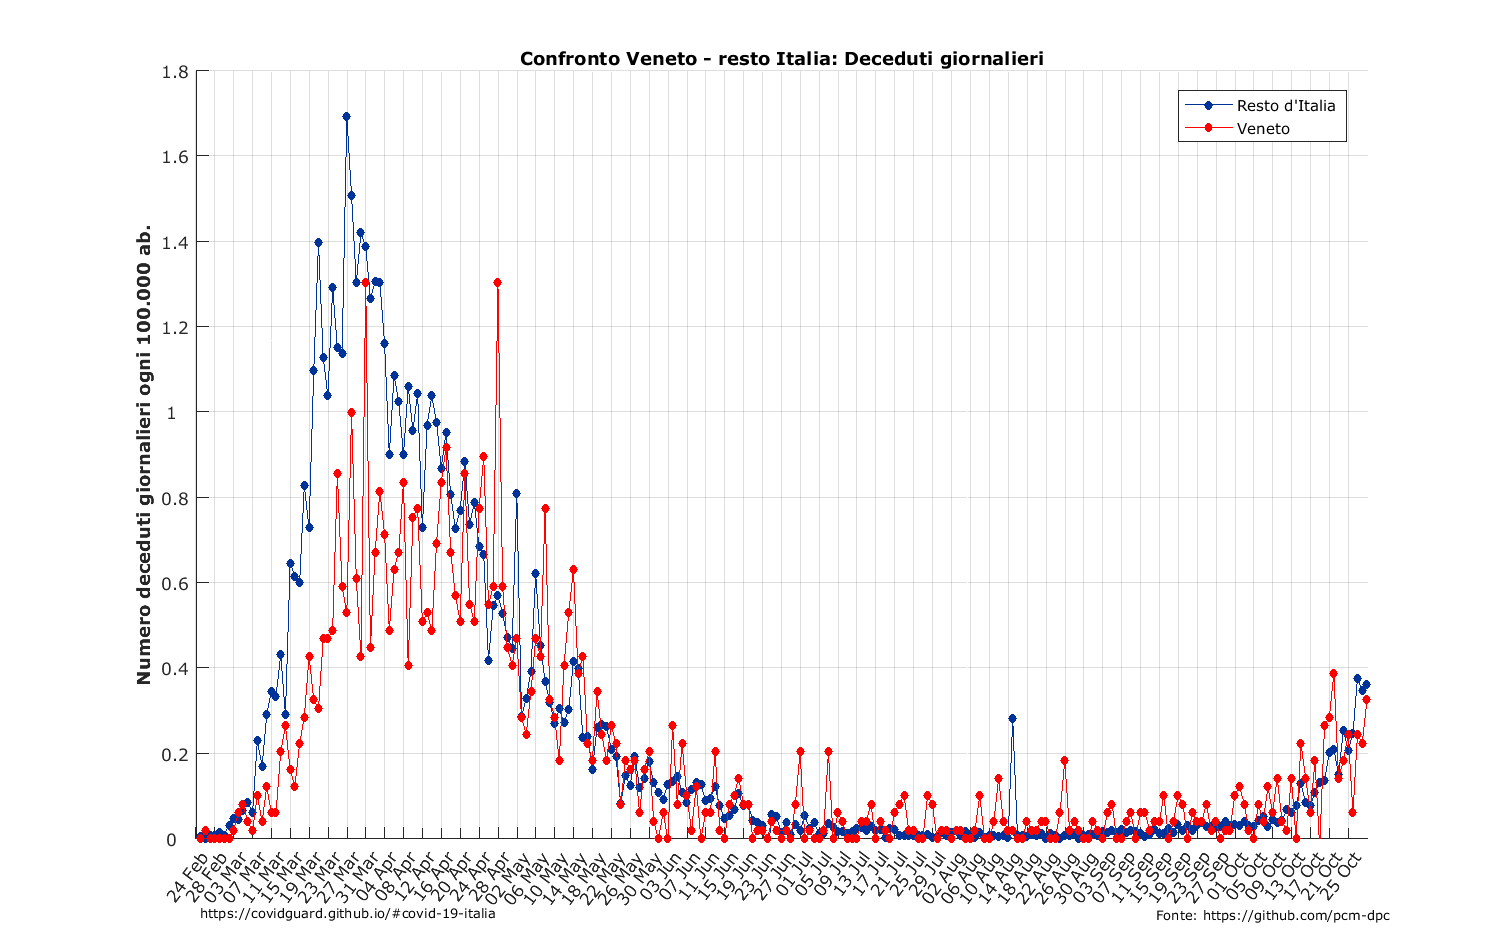 Confronto Veneto - resto Italia: Deceduti giornalieri
Resto d'Italia
Veneto
Numero deceduti giornalieri ogni 100.000 ab.
1.8
1.6
1.4
1.2
1
0.8
0.6
0.4
0.2
0
24 Feb
28 Feb
03 Mar
07 Mar
11 Mar
15 Mar
19 Mar
23 Mar
27 Mar
31 Mar
04 Apr
08 Apr
12 Apr
16 Apr
20 Apr
24 Apr
28 Apr
02 May
06 May
10 May
14 May
18 May
22 May
26 May
30 May
03 Jun
07 Jun
11 Jun
15 Jun
19 Jun
23 Jun
27 Jun
01 Jul
05 Jul
09 Jul
13 Jul
17 Jul
21 Jul
25 Jul
29 Jul
02 Aug
06 Aug
10 Aug
14 Aug
18 Aug
22 Aug
26 Aug
30 Aug
03 Sep
07 Sep
11 Sep
15 Sep
19 Sep
23 Sep
27 Sep
01 Oct
05 Oct
09 Oct
13 Oct
17 Oct
21 Oct
25 Oct
https://covidguard.github.io/#covid-19-italia
Fonte: https://github.com/pcm-dpc